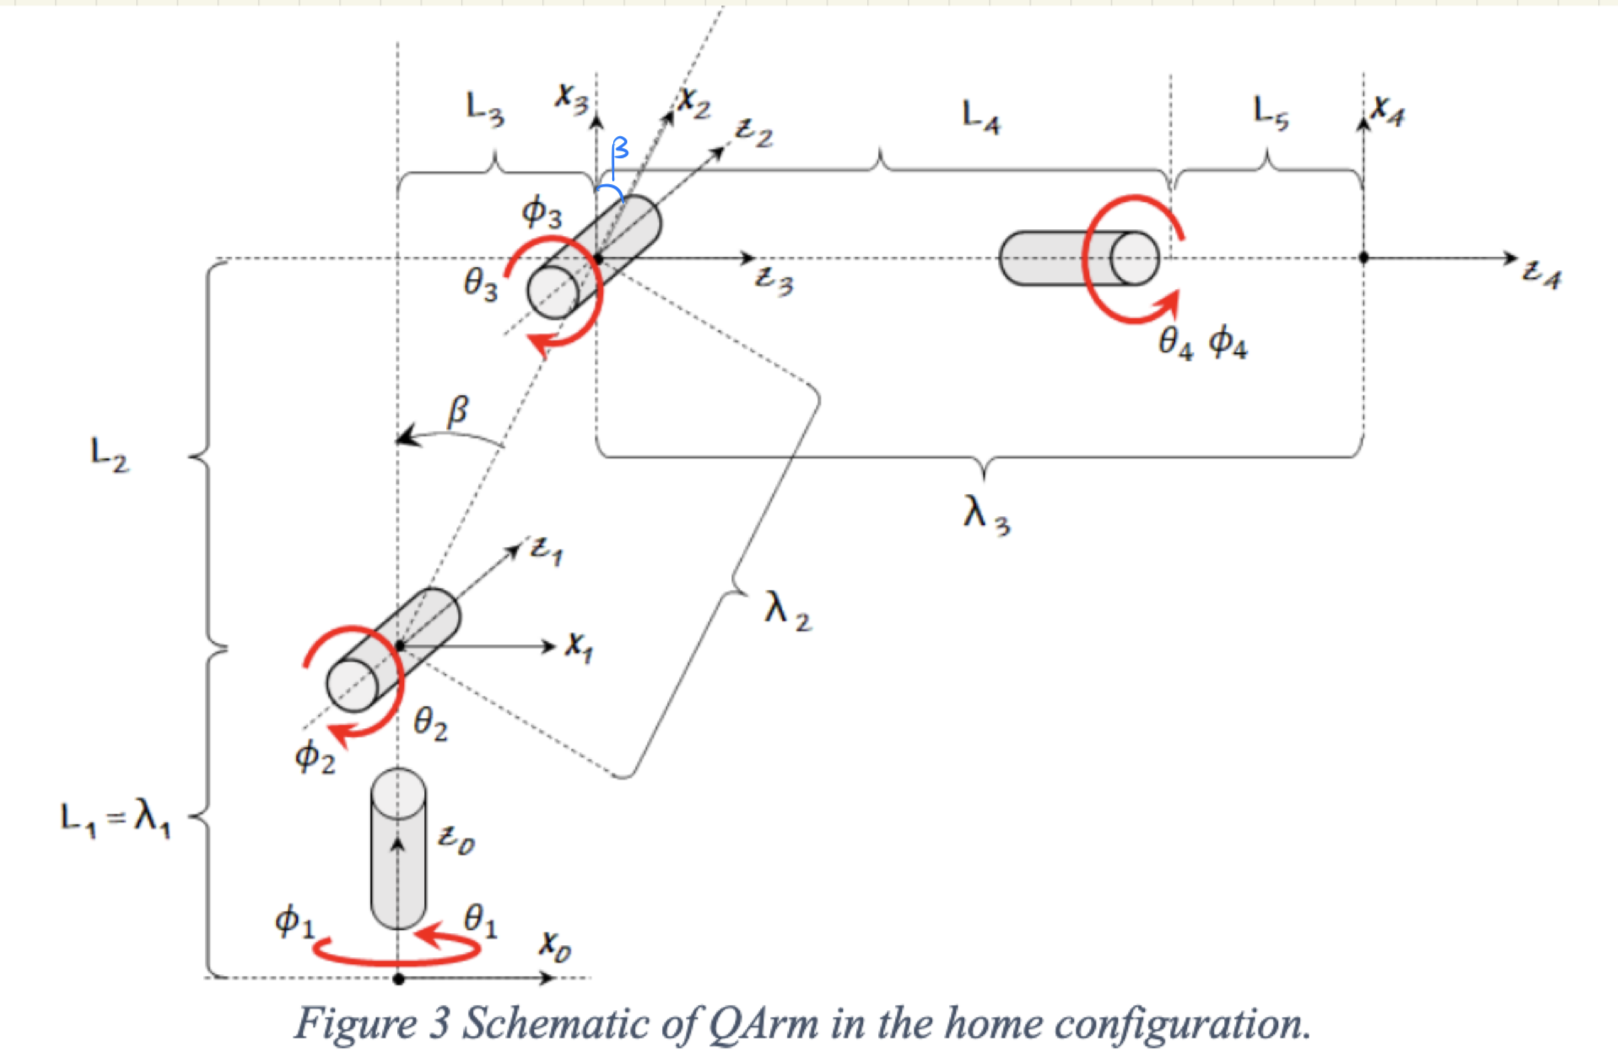 L₃
x₃
x₂
z₂
L₄
L₅
x₄
β
ϕ₃
θ₃
z₃
z₄
θ₄ ϕ₄
β
L₂
λ₃
z₁
λ₂
x₁
θ₂
ϕ₂
L₁ = λ₁
z₀
ϕ₁
θ₁
x₀
Figure 3 Schematic of QArm in the home configuration.